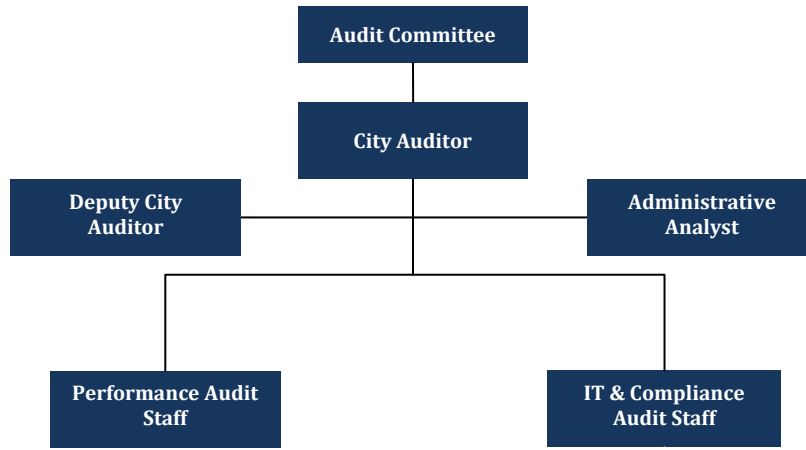 Audit Committee
City Auditor
Deputy City
Auditor
Administrative
Analyst
Performance Audit
Staff
IT & Compliance
Audit Staff